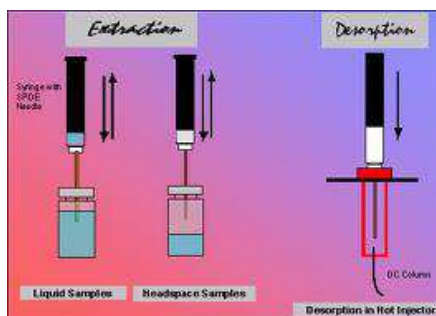 Extraction
Desorption
Syringe with
SPDE
Needle
GC Column
Liquid Samples
Headspace Samples
Desorption in Hot Injector